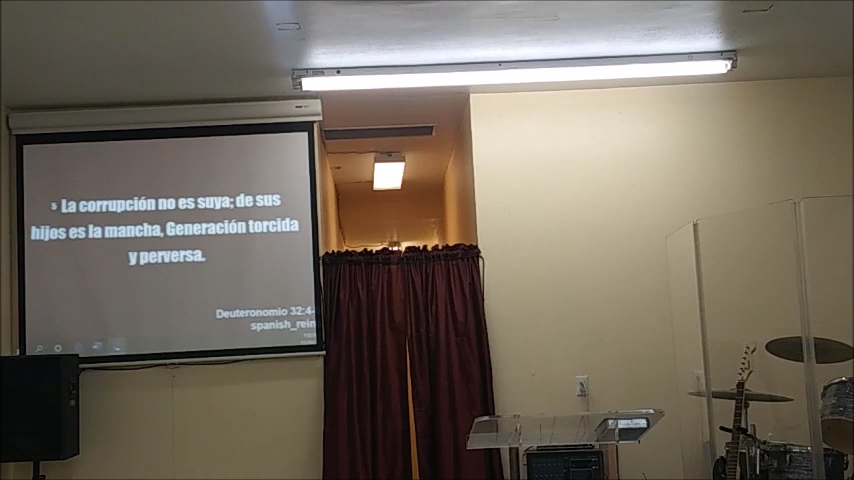 5 La corrupción no es suya; de sus
hijos es la mancha, Generación torcida
y perversa.
Deuteronomio 32:4-
spanish_rein